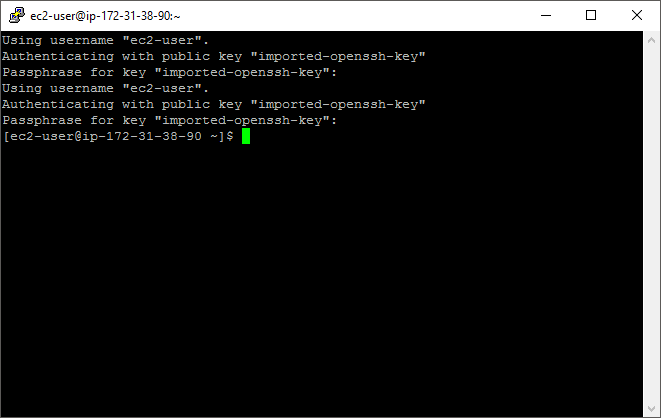 ec2-user@ip-172-31-38-90:~
Using username "ec2-user".
Authenticating with public key "imported-openssh-key"
Passphrase for key "imported-openssh-key":
Using username "ec2-user".
Authenticating with public key "imported-openssh-key"
Passphrase for key "imported-openssh-key":
[ec2-user@ip-172-31-38-90 ~]$